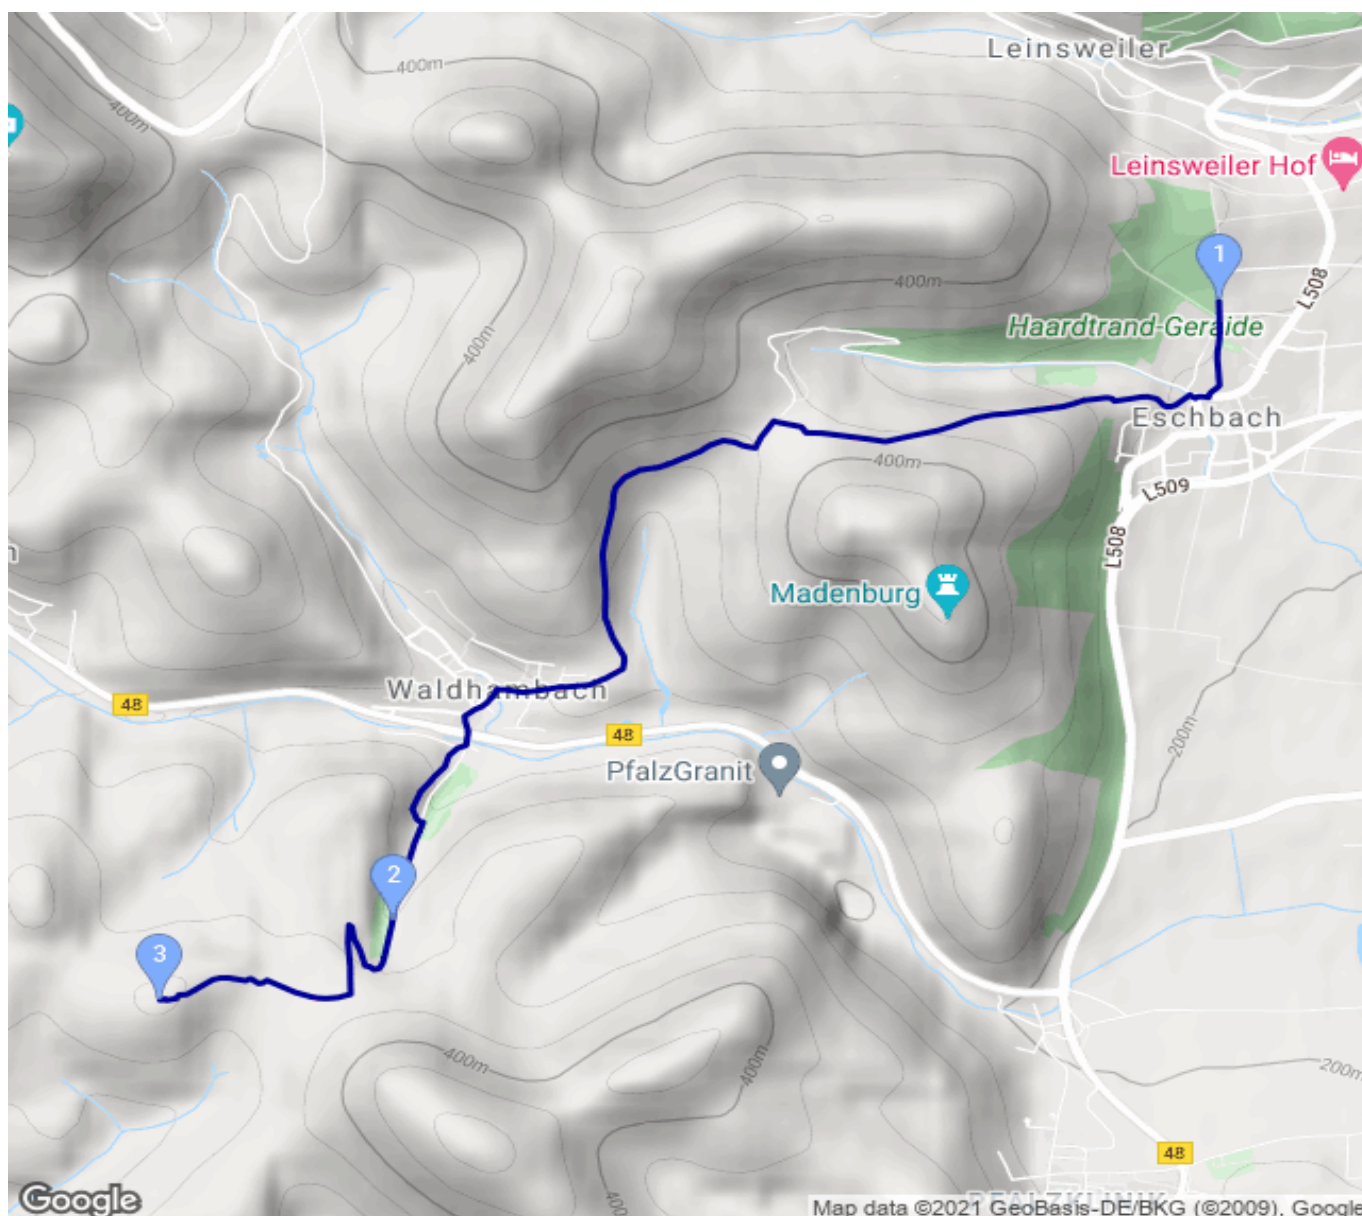 Leinsweiler
400m
400m
Leinsweiler Hof
1
L508
400m
Haardtrand-Geraide
400m
Eschbach
400m
L509
L508
n
Madenburg
Waldhambach
48
200m
48
PfalzGranit
2
3
400m
400m
200m
48
PFALZKLINIK
Google
Map data ©2021 GeoBasis-DE/BKG (©2009), Google